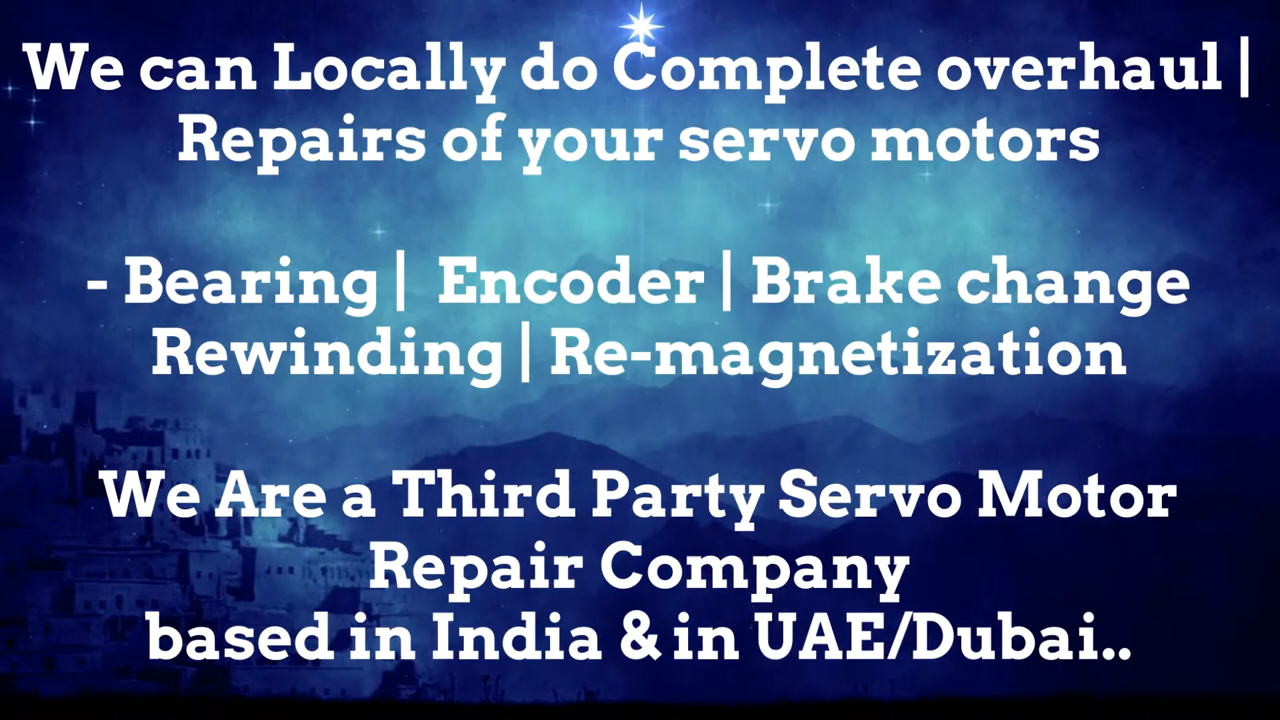 We can Locally do Complete overhaul |
Repairs of your servo motors
- Bearing | Encoder | Brake change
Rewinding | Re-magnetization
We Are a Third Party Servo Motor
Repair Company
based in India & in UAE/Dubai..